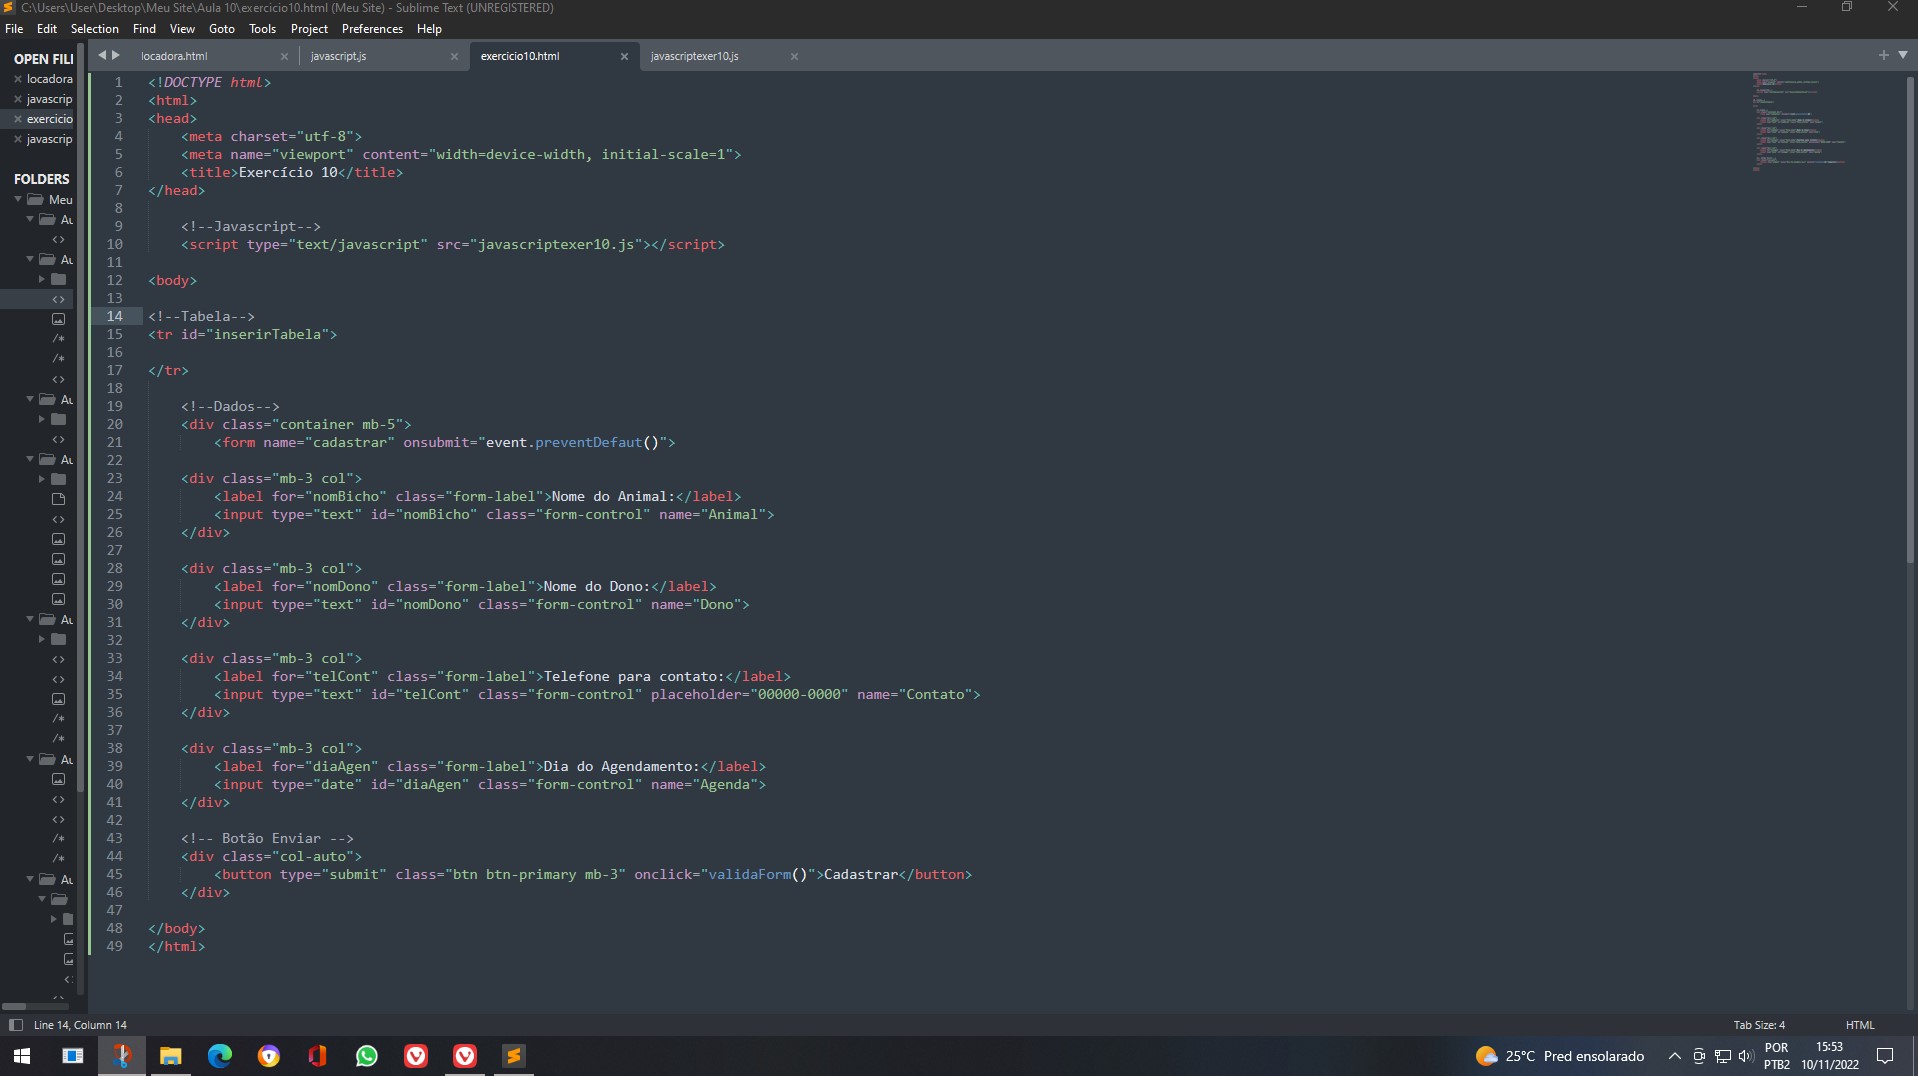 C:\Users\User\Desktop\Meu Site\Aula 10\exercicio10.html (Meu Site) - Sublime Text (UNREGISTERED)
File Edit Selection Find View Goto Tools Project Preferences Help
OPEN FILI
locadora
javascrip
exercicio
javascrip
FOLDERS
Meu
Au
Au
Au
Au
Au
Au
Au
locadora.html javascript.js exercicio10.html javascriptexer10.js
1 <!DOCTYPE html>
2 <html>
3 <head>
4 <meta charset="utf-8">
5 <meta name="viewport" content="width=device-width, initial-scale=1">
6 <title>Exercício 10</title>
7 </head>
8
9 <!--Javascript-->
10 <script type="text/javascript" src="javascriptexer10.js"></script>
11
12 <body>
13
14 <!--Tabela-->
15 <tr id="inserirTabela">
16
17 </tr>
18
19 <!--Dados-->
20 <div class="container mb-5">
21 <form name="cadastrar" onsubmit="event.preventDefaut()">
22
23 <div class="mb-3 col">
24 <label for="nomBicho" class="form-label">Nome do Animal:</label>
25 <input type="text" id="nomBicho" class="form-control" name="Animal">
26 </div>
27
28 <div class="mb-3 col">
29 <label for="nomDono" class="form-label">Nome do Dono:</label>
30 <input type="text" id="nomDono" class="form-control" name="Dono">
31 </div>
32
33 <div class="mb-3 col">
34 <label for="telCont" class="form-label">Telefone para contato:</label>
35 <input type="text" id="telCont" class="form-control" placeholder="00000-0000" name="Contato">
36 </div>
37
38 <div class="mb-3 col">
39 <label for="diaAgen" class="form-label">Dia do Agendamento:</label>
40 <input type="date" id="diaAgen" class="form-control" name="Agenda">
41 </div>
42
43 <!-- Botão Enviar -->
44 <div class="col-auto">
45 <button type="submit" class="btn btn-primary mb-3" onclick="validaForm()">Cadastrar</button>
46 </div>
47
48 </body>
49 </html>
Line 14, Column 14 Tab Size: 4 HTML
25°C Pred ensolarado
POR
PTB2
15:53
10/11/2022